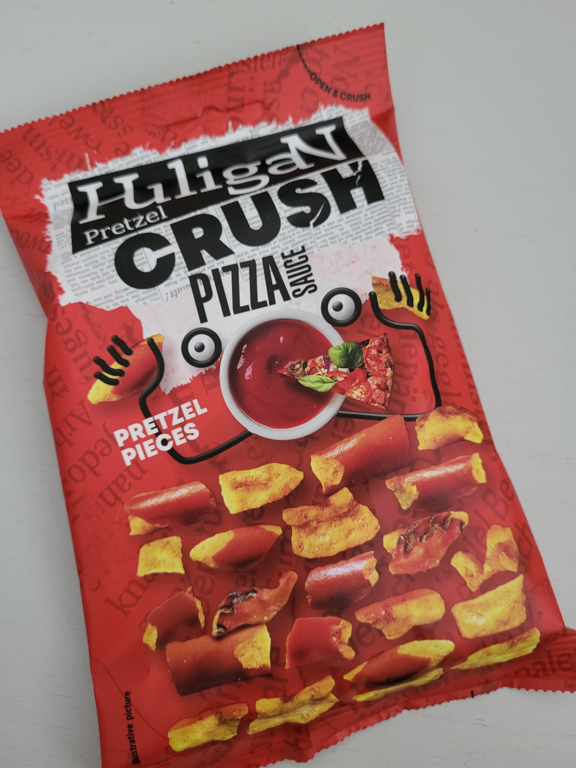 OPEN & CRUSH
HuligaN
Pretzel
CRUSH
PIZZA
SAUCE
PRETZEL
PIECES
illustrative picture